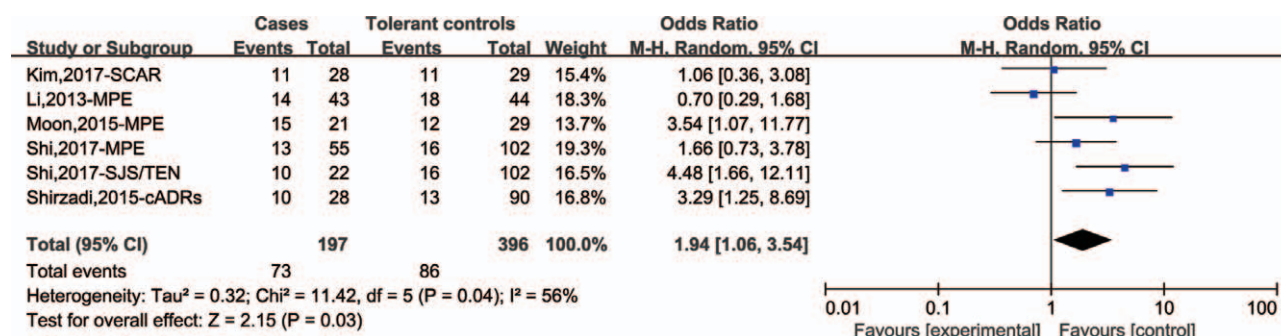 Cases Tolerant controls Odds Ratio Odds Ratio
Study or Subgroup Events Total Events Total Weight M-H. Random. 95% CI M-H. Random. 95% CI
Kim,2017-SCAR 11 28 11 29 15.4% 1.06 [0.36, 3.08]
Li,2013-MPE 14 43 18 44 18.3% 0.70 [0.29, 1.68]
Moon,2015-MPE 15 21 12 29 13.7% 3.54 [1.07, 11.77]
Shi,2017-MPE 13 55 16 102 19.3% 1.66 [0.73, 3.78]
Shi,2017-SJS/TEN 10 22 16 102 16.5% 4.48 [1.66, 12.11]
Shirzadi,2015-cADRs 10 28 13 90 16.8% 3.29 [1.25, 8.69]
Total (95% CI) 197 396 100.0% 1.94 [1.06, 3.54]
Total events 73 86
Heterogeneity: Tau² = 0.32; Chi² = 11.42, df = 5 (P = 0.04); I² = 56%
Test for overall effect: Z = 2.15 (P = 0.03)
0.01 0.1 1 10 100
Favours [experimental] Favours [control]